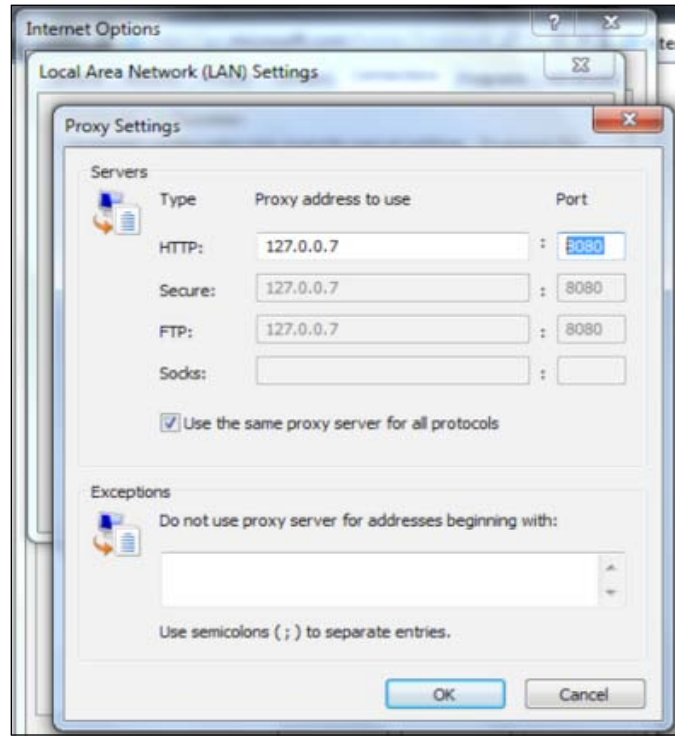 Internet Options
Local Area Network (LAN) Settings
Proxy Settings
Servers
Type Proxy address to use Port
HTTP: 127.0.0.7 : 8080
Secure: 127.0.0.7 : 8080
FTP: 127.0.0.7 : 8080
Socks: :
Use the same proxy server for all protocols
Exceptions
Do not use proxy server for addresses beginning with:
Use semicolons ( ; ) to separate entries.
OK Cancel